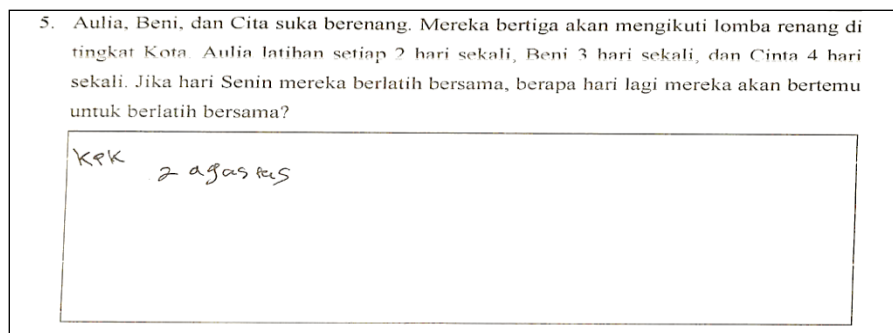 5. Aulia, Beni, dan Cita suka berenang. Mereka bertiga akan mengikuti lomba renang di
tingkat Kota. Aulia latihan setiap 2 hari sekali, Beni 3 hari sekali, dan Cinta 4 hari
sekali. Jika hari Senin mereka berlatih bersama, berapa hari lagi mereka akan bertemu
untuk berlatih bersama?
KPK
2 agastus